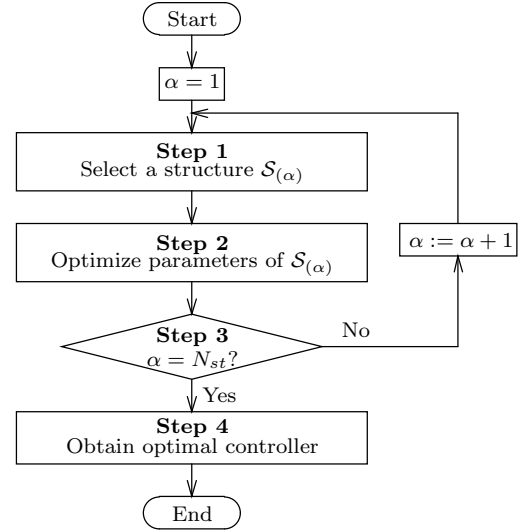 Start
α = 1
Step 1
Select a structure 𝒮(α)
Step 2
Optimize parameters of 𝒮(α)
α := α + 1
Step 3
α = Nst?
No
Yes
Step 4
Obtain optimal controller
End